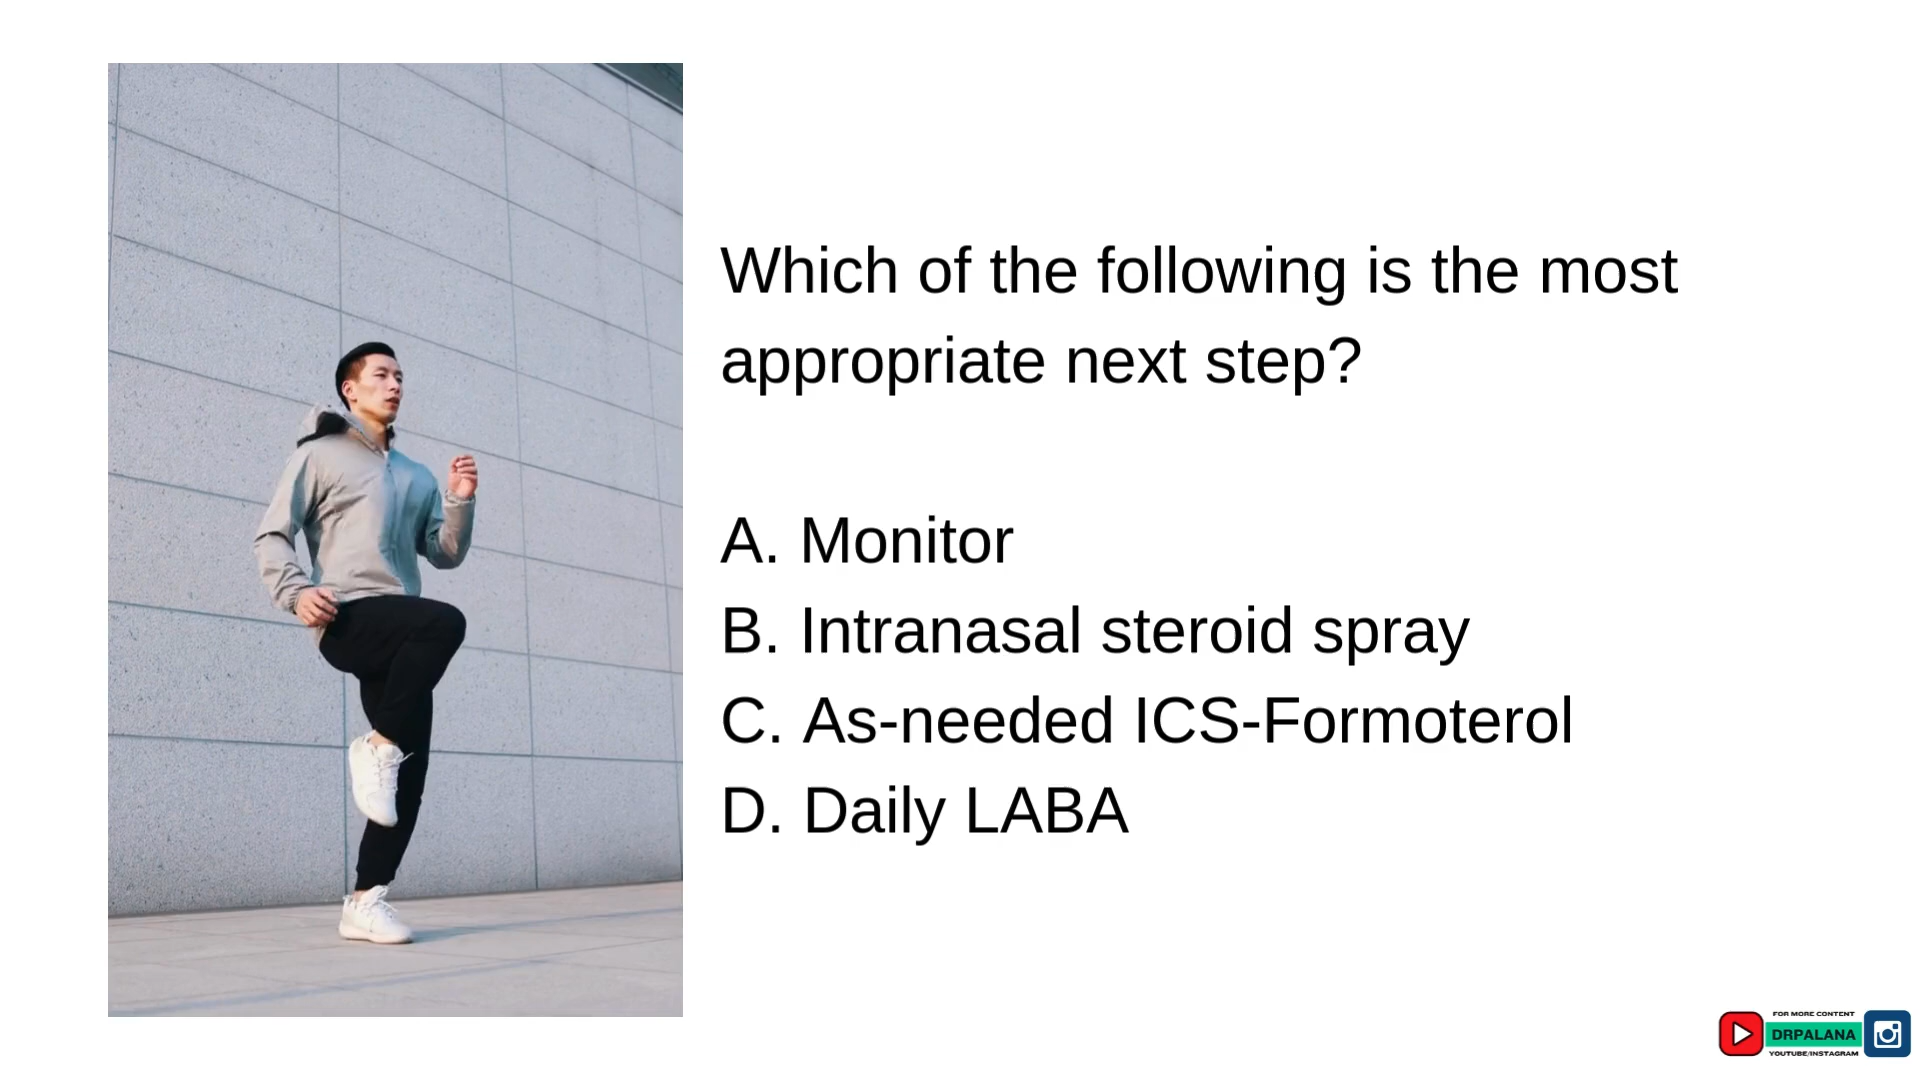 Which of the following is the most
appropriate next step?
A. Monitor
B. Intranasal steroid spray
C. As-needed ICS-Formoterol
D. Daily LABA
FOR MORE CONTENT
DRPALANA
YOUTUBE/INSTAGRAM